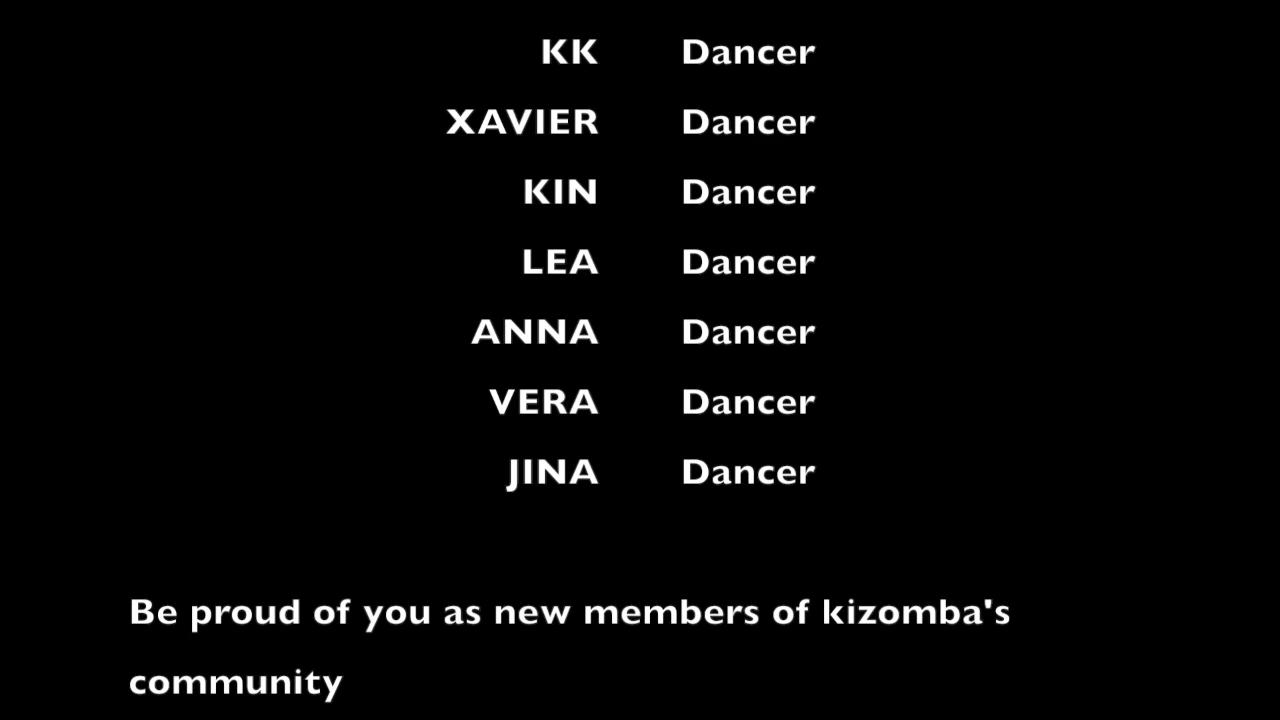 KK Dancer
XAVIER Dancer
KIN Dancer
LEA Dancer
ANNA Dancer
VERA Dancer
JINA Dancer
Be proud of you as new members of kizomba's
community